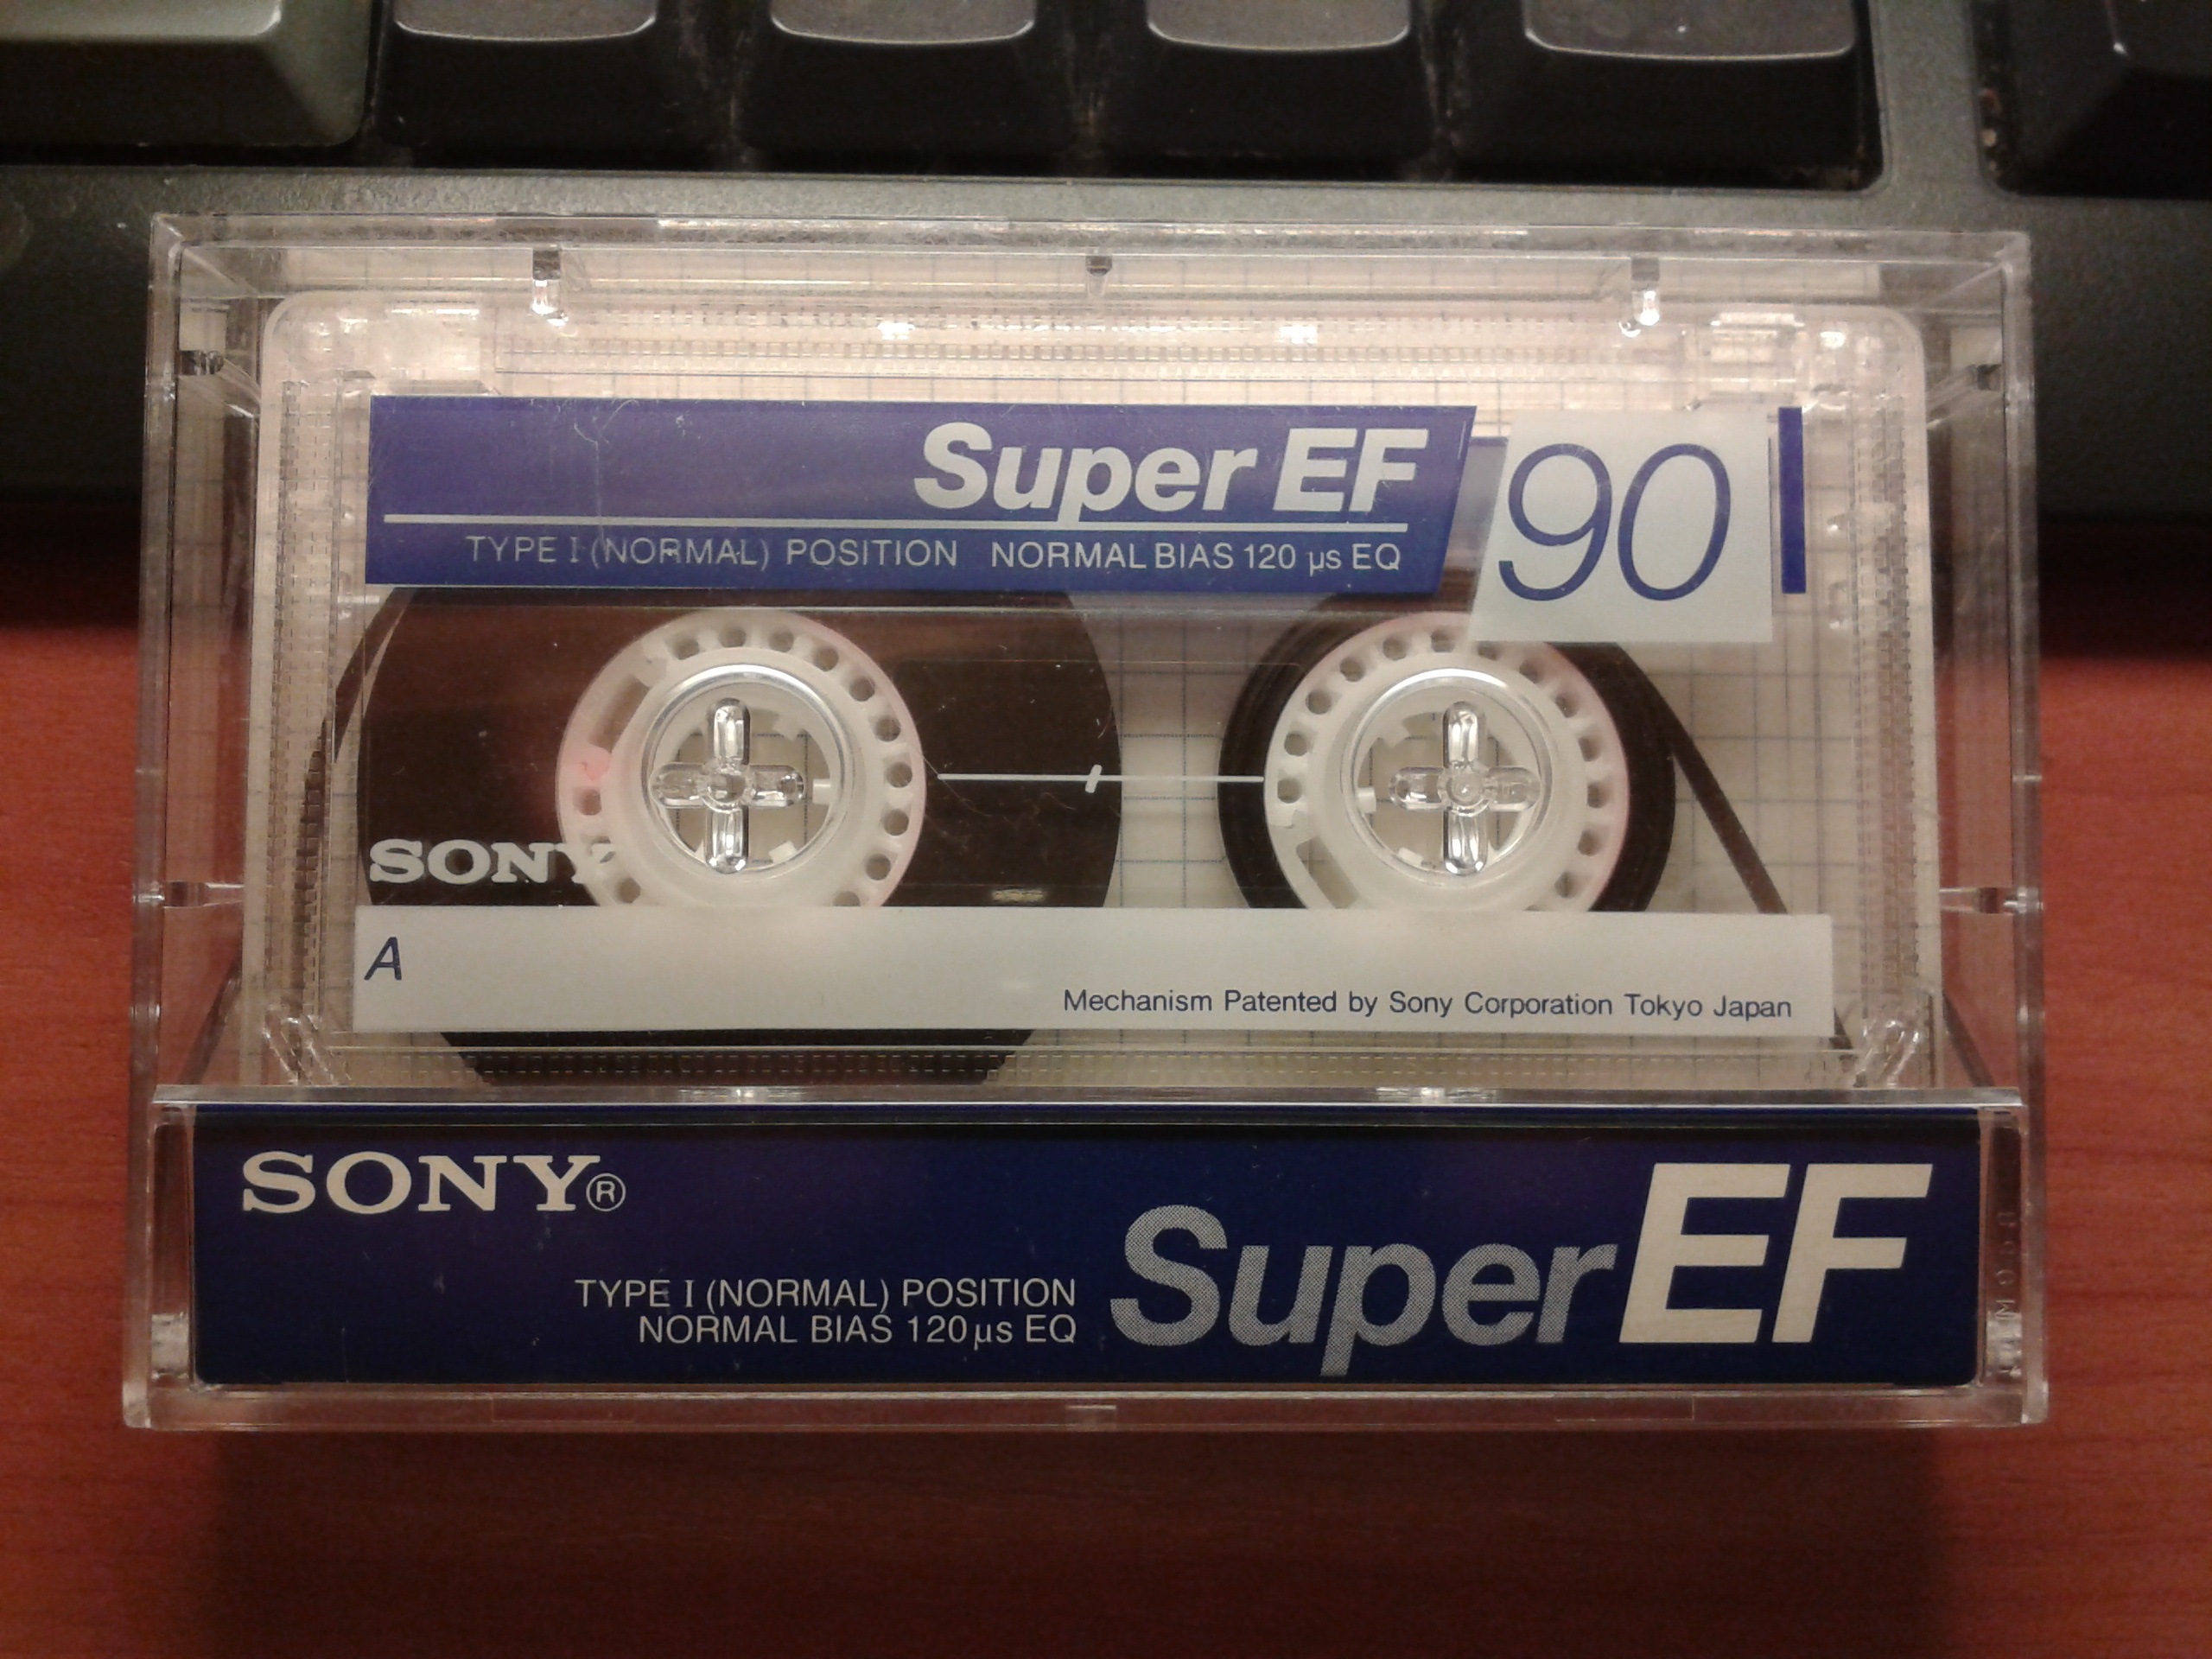 Super EF
90
TYPE I (NORMAL) POSITION NORMAL BIAS 120 µs EQ
SONY
A
Mechanism Patented by Sony Corporation Tokyo Japan
SONY®
Super EF
TYPE I (NORMAL) POSITION
NORMAL BIAS 120 µs EQ